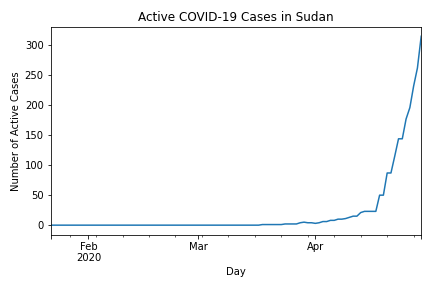 Active COVID-19 Cases in Sudan
Number of Active Cases
300
250
200
150
100
50
0
Feb
2020
Mar
Apr
Day